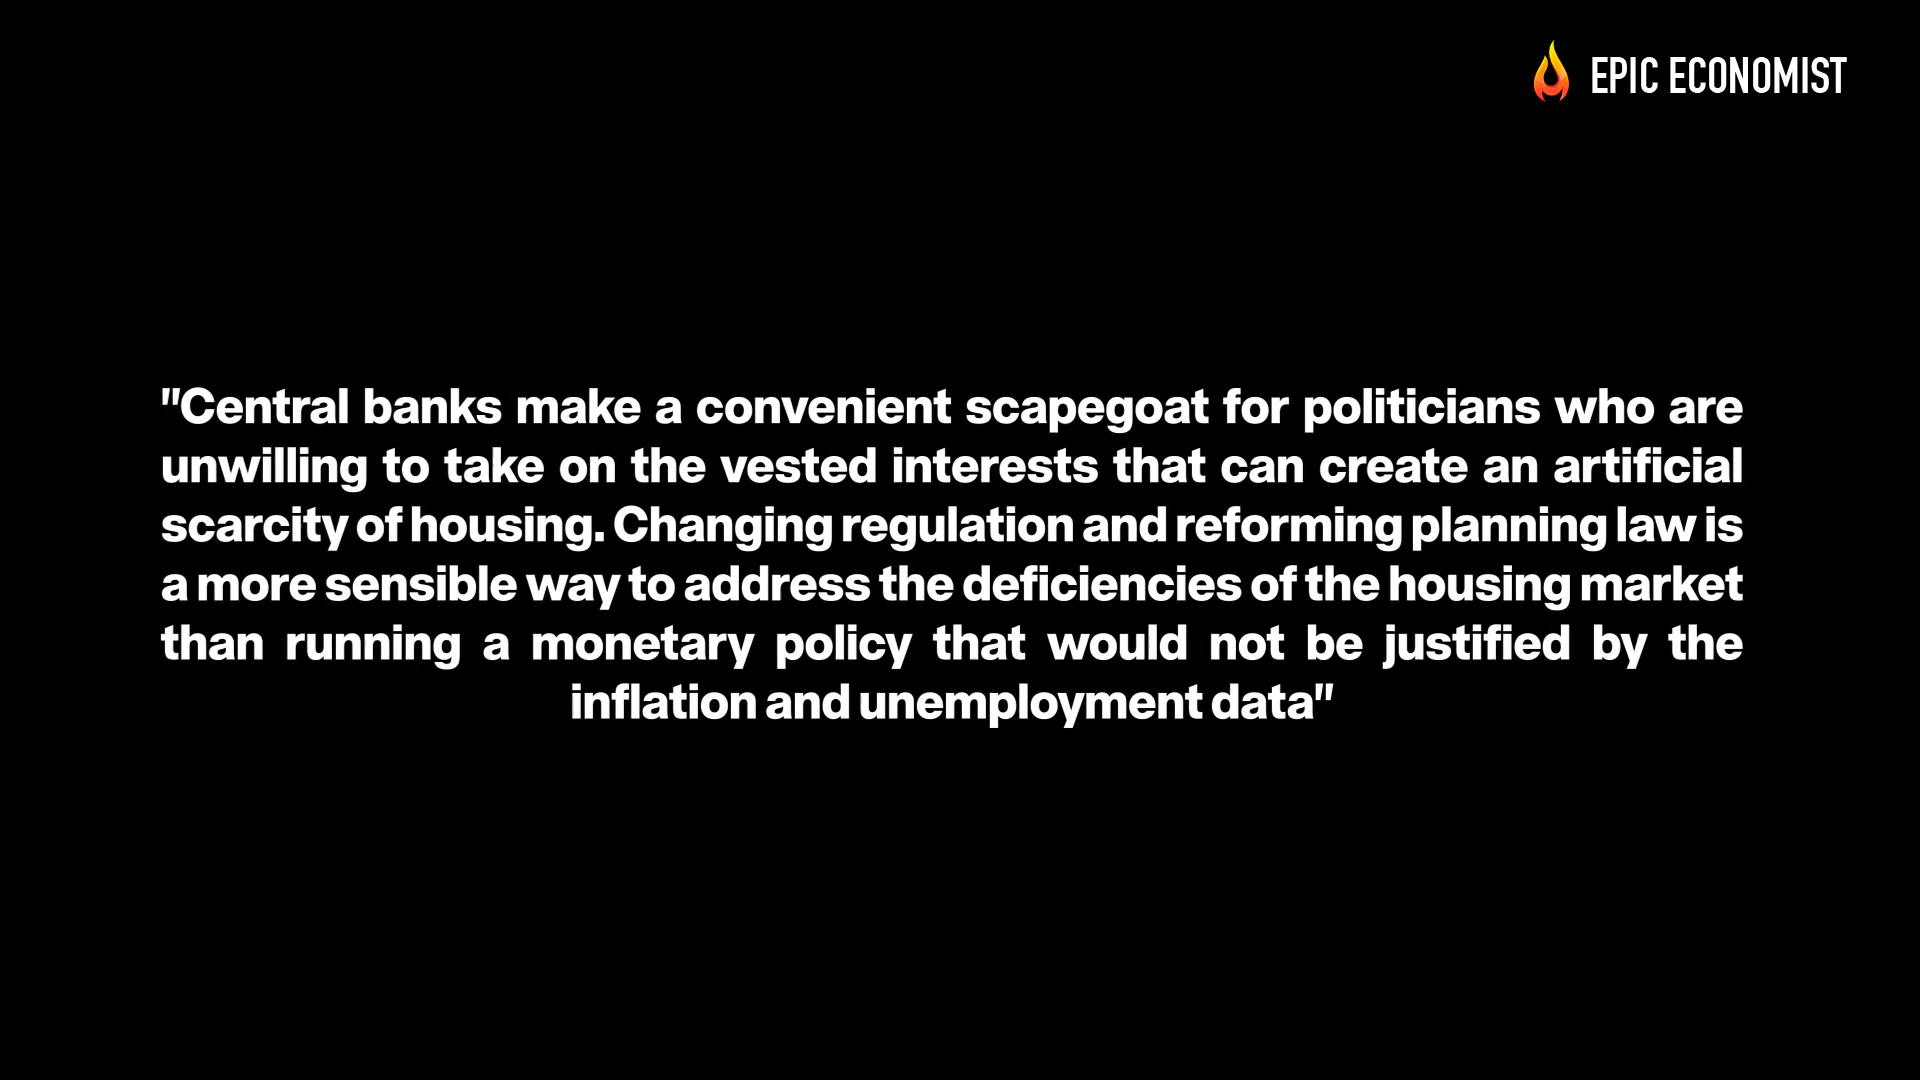 EPIC ECONOMIST
"Central banks make a convenient scapegoat for politicians who are
unwilling to take on the vested interests that can create an artificial
scarcity of housing. Changing regulation and reforming planning law is
a more sensible way to address the deficiencies of the housing market
than running a monetary policy that would not be justified by the
inflation and unemployment data"